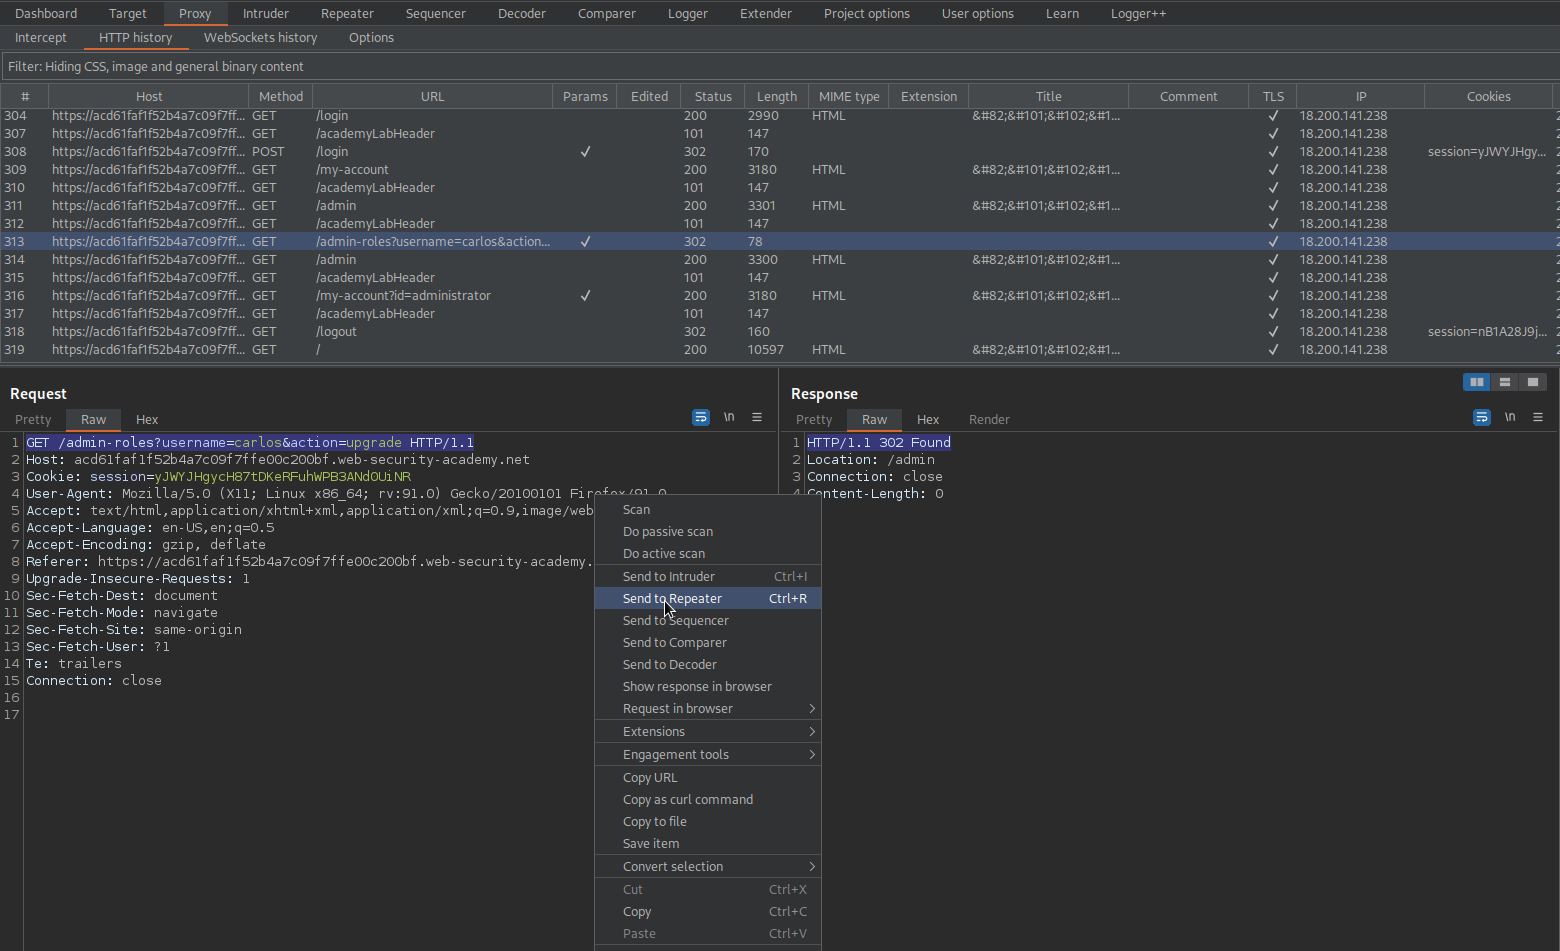 Dashboard Target Proxy Intruder Repeater Sequencer Decoder Comparer Logger Extender Project options User options Learn Logger++
Intercept HTTP history WebSockets history Options
Filter: Hiding CSS, image and general binary content
# Host Method URL Params Edited Status Length MIME type Extension Title Comment TLS IP Cookies
304 https://acd61faf1f52b4a7c09f7ff... GET /login 200 2990 HTML &#82;&#101;&#102;&#1... ✓ 18.200.141.238 2
307 https://acd61faf1f52b4a7c09f7ff... GET /academyLabHeader 101 147 ✓ 18.200.141.238 2
308 https://acd61faf1f52b4a7c09f7ff... POST /login ✓ 302 170 ✓ 18.200.141.238 session=yJWYJHgy... 2
309 https://acd61faf1f52b4a7c09f7ff... GET /my-account 200 3180 HTML &#82;&#101;&#102;&#1... ✓ 18.200.141.238 2
310 https://acd61faf1f52b4a7c09f7ff... GET /academyLabHeader 101 147 ✓ 18.200.141.238 2
311 https://acd61faf1f52b4a7c09f7ff... GET /admin 200 3301 HTML &#82;&#101;&#102;&#1... ✓ 18.200.141.238 2
312 https://acd61faf1f52b4a7c09f7ff... GET /academyLabHeader 101 147 ✓ 18.200.141.238 2
313 https://acd61faf1f52b4a7c09f7ff... GET /admin-roles?username=carlos&action... ✓ 302 78 ✓ 18.200.141.238 2
314 https://acd61faf1f52b4a7c09f7ff... GET /admin 200 3300 HTML &#82;&#101;&#102;&#1... ✓ 18.200.141.238 2
315 https://acd61faf1f52b4a7c09f7ff... GET /academyLabHeader 101 147 ✓ 18.200.141.238 2
316 https://acd61faf1f52b4a7c09f7ff... GET /my-account?id=administrator ✓ 200 3180 HTML &#82;&#101;&#102;&#1... ✓ 18.200.141.238 2
317 https://acd61faf1f52b4a7c09f7ff... GET /academyLabHeader 101 147 ✓ 18.200.141.238 2
318 https://acd61faf1f52b4a7c09f7ff... GET /logout 302 160 ✓ 18.200.141.238 session=nB1A28J9j... 2
319 https://acd61faf1f52b4a7c09f7ff... GET / 200 10597 HTML &#82;&#101;&#102;&#1... ✓ 18.200.141.238 2
Request
Pretty Raw Hex \n
1 GET /admin-roles?username=carlos&action=upgrade HTTP/1.1
2 Host: acd61faf1f52b4a7c09f7ffe00c200bf.web-security-academy.net
3 Cookie: session=yJWYJHgycH87tDKeRFuhWPB3ANd0UiNR
4 User-Agent: Mozilla/5.0 (X11; Linux x86_64; rv:91.0) Gecko/20100101 Firefox/91.0
5 Accept: text/html,application/xhtml+xml,application/xml;q=0.9,image/web
6 Accept-Language: en-US,en;q=0.5
7 Accept-Encoding: gzip, deflate
8 Referer: https://acd61faf1f52b4a7c09f7ffe00c200bf.web-security-academy.
9 Upgrade-Insecure-Requests: 1
10 Sec-Fetch-Dest: document
11 Sec-Fetch-Mode: navigate
12 Sec-Fetch-Site: same-origin
13 Sec-Fetch-User: ?1
14 Te: trailers
15 Connection: close
16
17
Response
Pretty Raw Hex Render \n
1 HTTP/1.1 302 Found
2 Location: /admin
3 Connection: close
4 Content-Length: 0
Scan
Do passive scan
Do active scan
Send to Intruder Ctrl+I
Send to Repeater Ctrl+R
Send to Sequencer
Send to Comparer
Send to Decoder
Show response in browser
Request in browser
Extensions
Engagement tools
Copy URL
Copy as curl command
Copy to file
Save item
Convert selection
Cut Ctrl+X
Copy Ctrl+C
Paste Ctrl+V